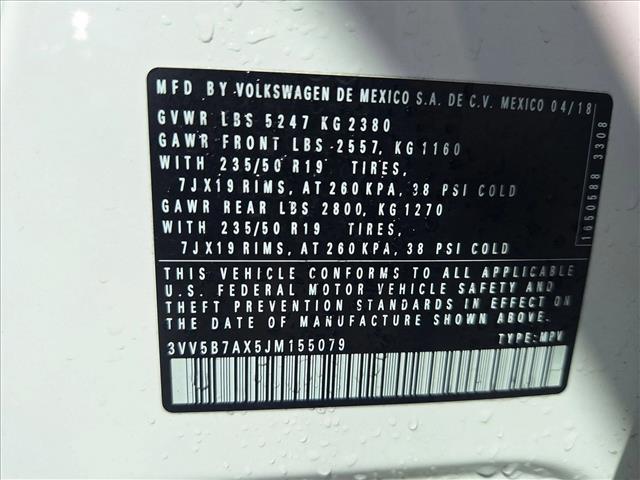 MFD BY VOLKSWAGEN DE MEXICO S.A. DE C.V. MEXICO 04/18
GVWR LBS 5247 KG 2380
GAWR FRONT LBS 2557, KG 1160
WITH 235/50 R19 TIRES,
7JX19 RIMS, AT 260 KPA, 38 PSI COLD
GAWR REAR LBS 2800, KG 1270
WITH 235/50 R19 TIRES,
7JX19 RIMS, AT 260 KPA, 38 PSI COLD
THIS VEHICLE CONFORMS TO ALL APPLICABLE
U.S. FEDERAL MOTOR VEHICLE SAFETY AND
THEFT PREVENTION STANDARDS IN EFFECT ON
THE DATE OF MANUFACTURE SHOWN ABOVE.
3VV5B7AX5JM155079 TYPE: MPV
1650588 3308